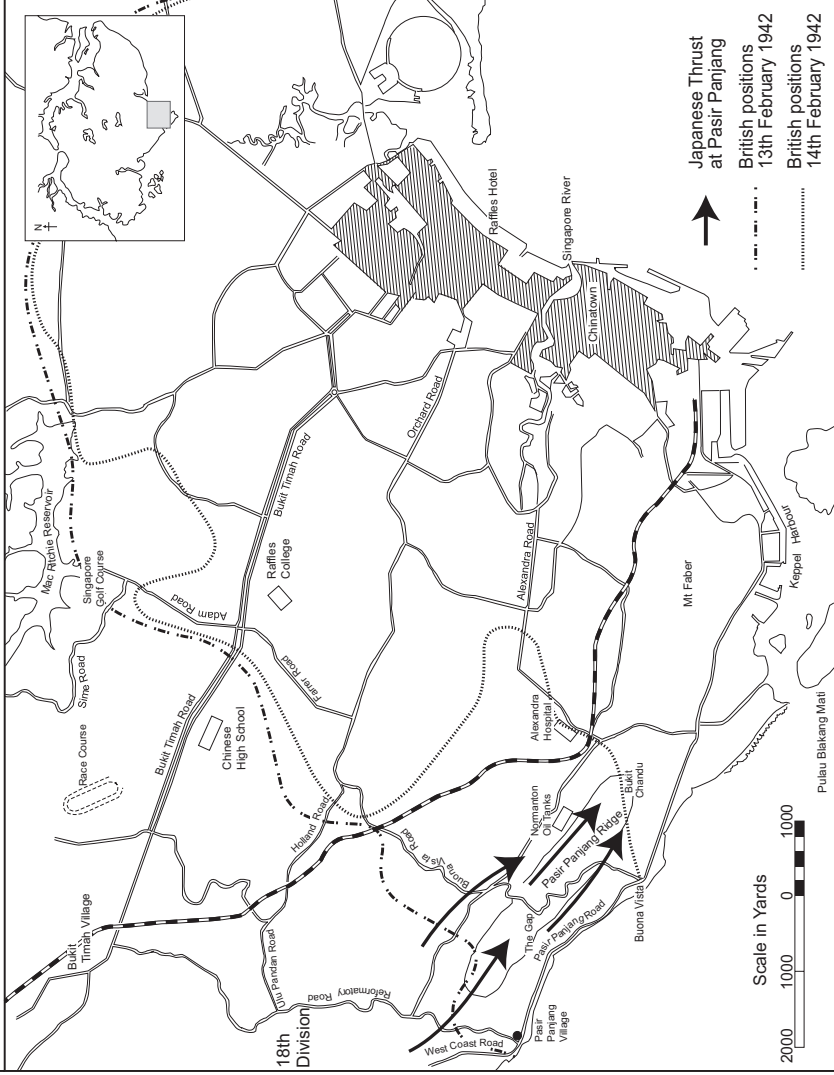 N
Mac Ritchie Reservoir
Singapore
Golf Course
Sime Road
Race Course
Adam Road
Bukit Timah Road
Bukit Timah Road
Bukit
Timah Village
Chinese
High School
Raffles
College
Farrer Road
Orchard Road
Raffles Hotel
Singapore River
Chinatown
Alexandra Road
Holland Road
Ulu Pandan Road
Reformatory Road
18th
Division
Buona Vista
Road
Alexandra
Hospital
Normanton
Oil Tanks
Bukit
Chandu
Pasir Panjang Ridge
The Gap
Pasir Panjang Road
Buona Vista
West Coast Road
Pasir
Panjang
Village
Mt Faber
Keppel Harbour
Pulau Blakang Mati
Scale in Yards
2000
1000
0
1000
Japanese Thrust
at Pasir Panjang
British positions
13th February 1942
British positions
14th February 1942